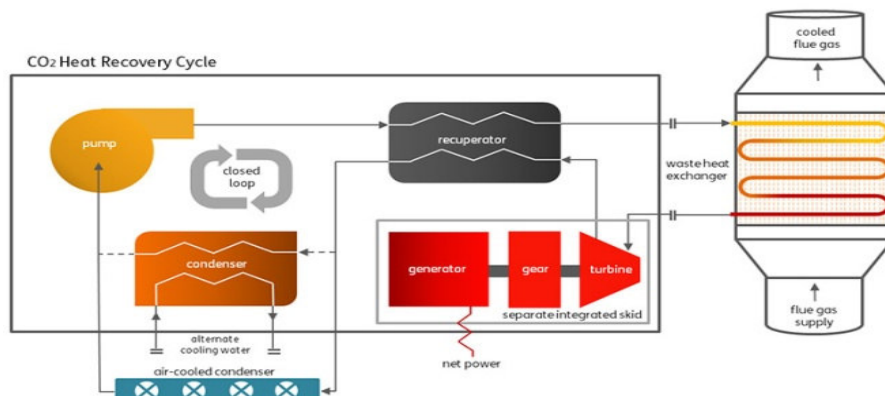 CO2 Heat Recovery Cycle
cooled
flue gas
pump
recuperator
closed
loop
waste heat
exchanger
condenser
generator
gear
turbine
separate integrated skid
flue gas
supply
alternate
cooling water
net power
air-cooled condenser